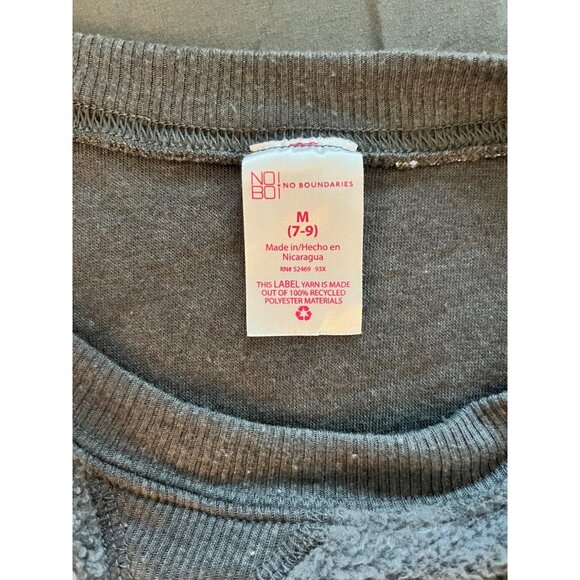 NO!
BO!
NO BOUNDARIES
M
(7-9)
Made in/Hecho en
Nicaragua
RN# 52469 93X
THIS LABEL YARN IS MADE
OUT OF 100% RECYCLED
POLYESTER MATERIALS